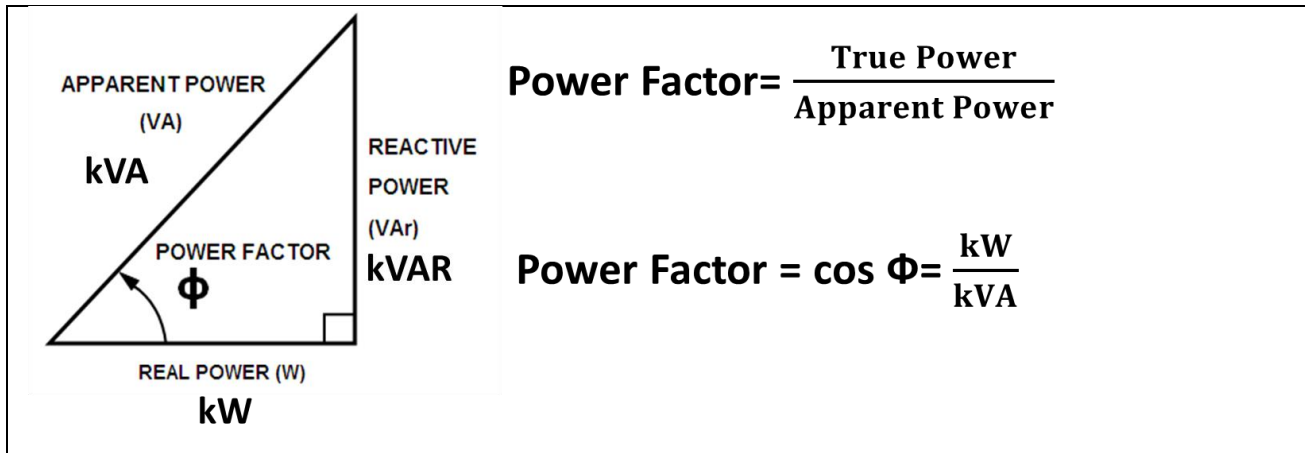 APPARENT POWER
(VA)
kVA
REACTIVE
POWER
(VAr)
kVAR
POWER FACTOR
Φ
REAL POWER (W)
kW
Power Factor= True Power
Apparent Power
Power Factor = cos Φ= kW
kVA